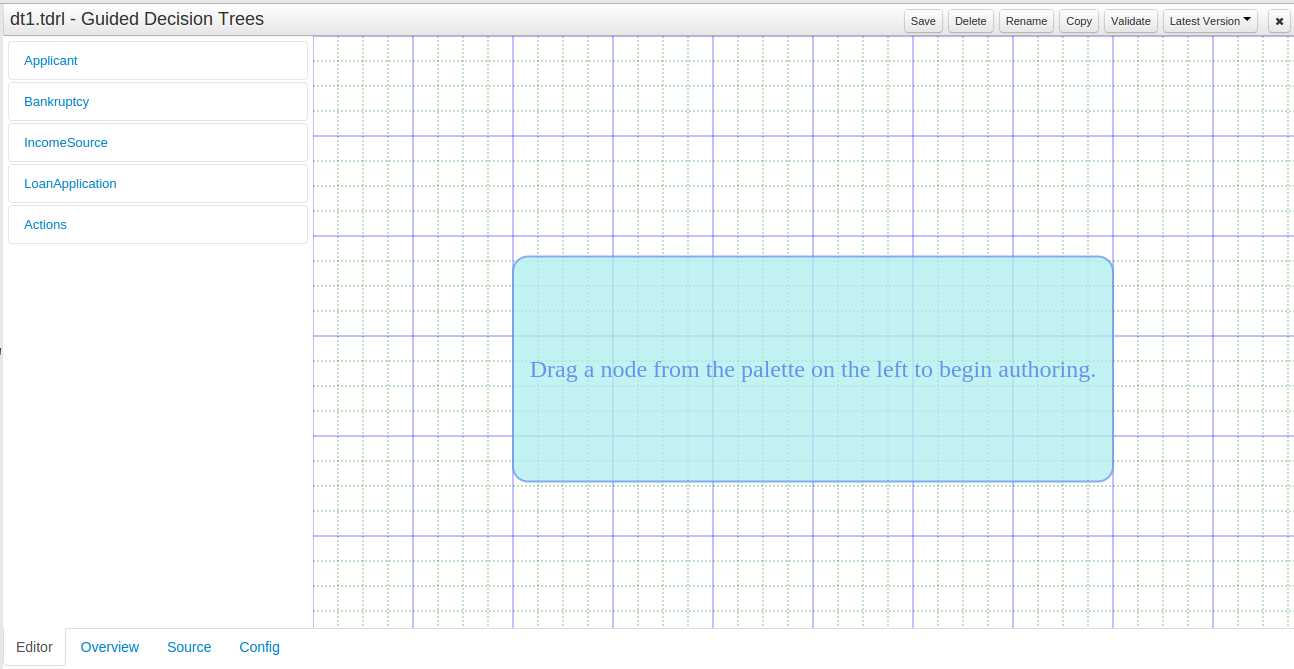 dt1.tdrl - Guided Decision Trees
Save Delete Rename Copy Validate Latest Version
Applicant
Bankruptcy
IncomeSource
LoanApplication
Actions
Drag a node from the palette on the left to begin authoring.
Editor Overview Source Config